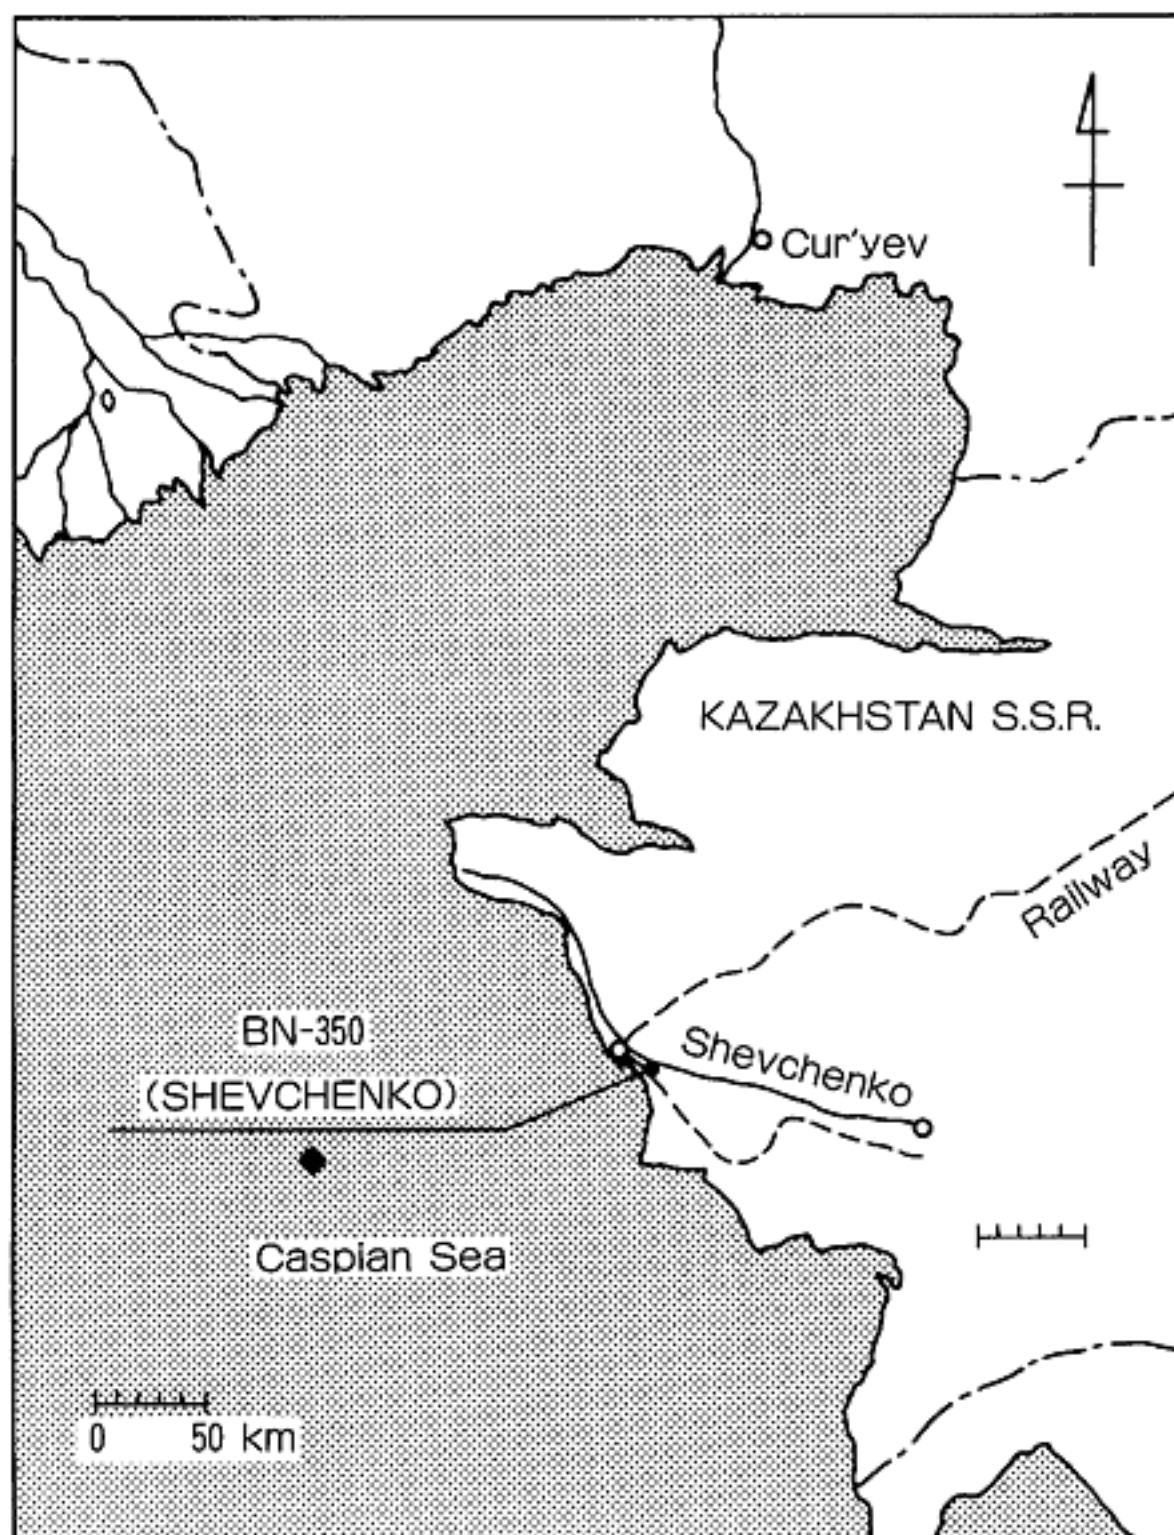 Cur'yev
KAZAKHSTAN S.S.R.
Railway
BN-350
(SHEVCHENKO)
Shevchenko
Caspian Sea
0 50 km